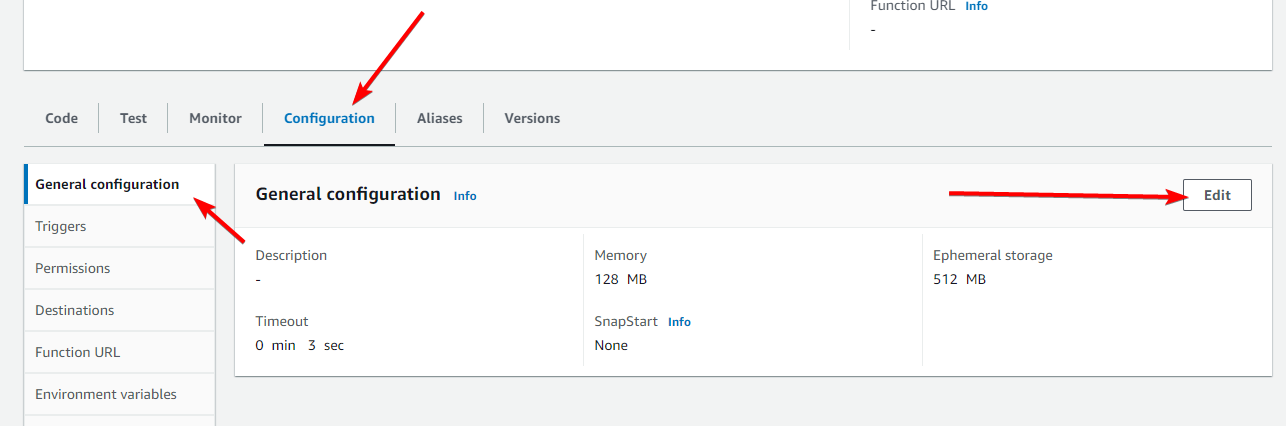 Function URL Info
-
Code Test Monitor Configuration Aliases Versions
General configuration
Triggers
Permissions
Destinations
Function URL
Environment variables
General configuration Info Edit
Description
-
Memory
128 MB
Ephemeral storage
512 MB
Timeout
0 min 3 sec
SnapStart Info
None